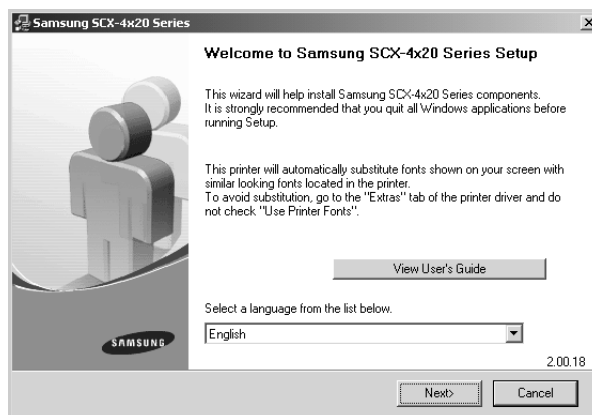 Samsung SCX-4x20 Series
Welcome to Samsung SCX-4x20 Series Setup
This wizard will help install Samsung SCX-4x20 Series components.
It is strongly recommended that you quit all Windows applications before
running Setup.
This printer will automatically substitute fonts shown on your screen with
similar looking fonts located in the printer.
To avoid substitution, go to the "Extras" tab of the printer driver and do
not check "Use Printer Fonts".
View User's Guide
Select a language from the list below.
English
SAMSUNG
2.00.18
Next>
Cancel